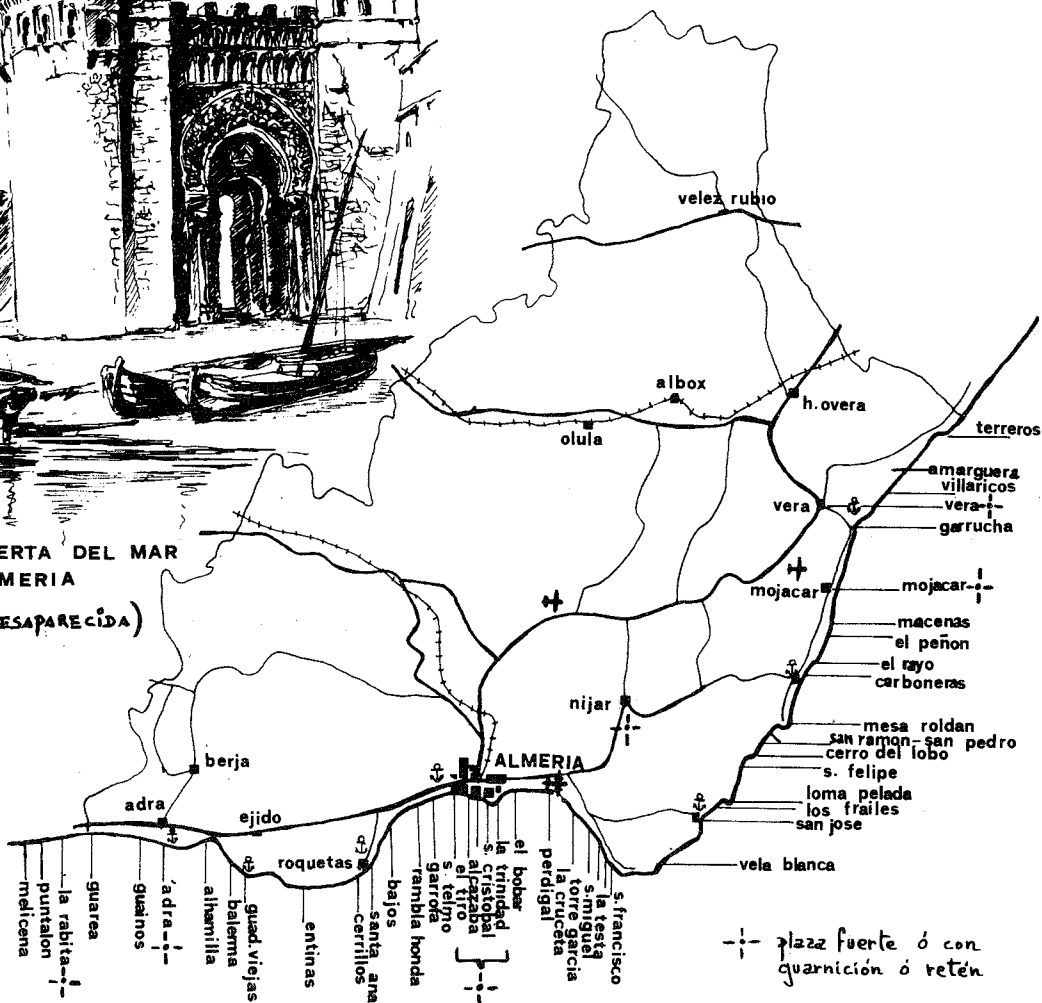 ERTA DEL MAR
MERIA
ESAPARECiDA)
velez rubio
albox
h.overa
olula
terreros
amarguera
villaricos
vera
vera
garrucha
mojacar
mojacar
macenas
el peñon
el rayo
carboneras
nijar
mesa roldan
san ramon-san pedro
cerro del lobo
s. felipe
loma pelada
los frailes
san jose
vela blanca
ALMERIA
berja
adra
ejido
roquetas
melicena
puntalon
la rabita
guarea
guainos
adra
alhamilla
balerma
guad.viejas
entinas
cerrillos
santa ana
bajos
rambla honda
garrofa
s. telmo
el tiro
alcazaba
s. cristobal
la trinidad
el bobar
perdigal
la cruceta
torre garcia
s.miguel
la testa
s.francisco
plaza fuerte ó con
guarnición ó retén